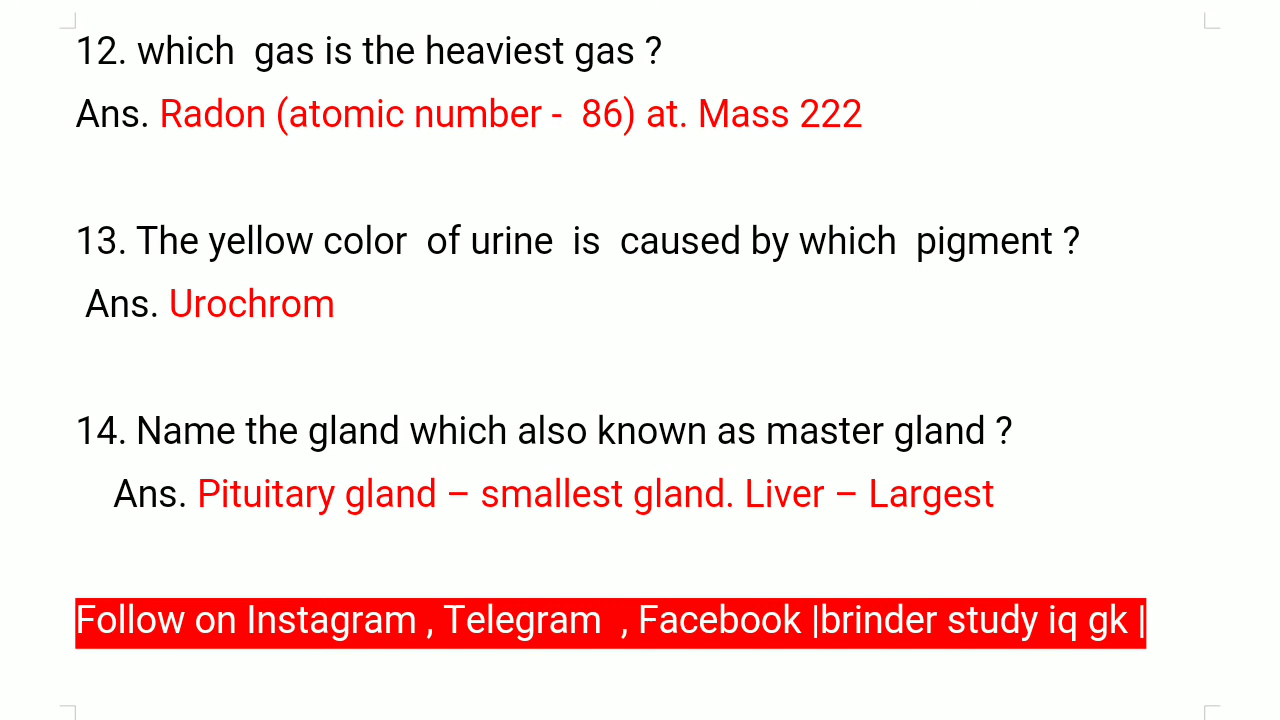 12. which gas is the heaviest gas ?
Ans. Radon (atomic number - 86) at. Mass 222
13. The yellow color of urine is caused by which pigment ?
Ans. Urochrom
14. Name the gland which also known as master gland ?
Ans. Pituitary gland – smallest gland. Liver – Largest
Follow on Instagram , Telegram , Facebook |brinder study iq gk |